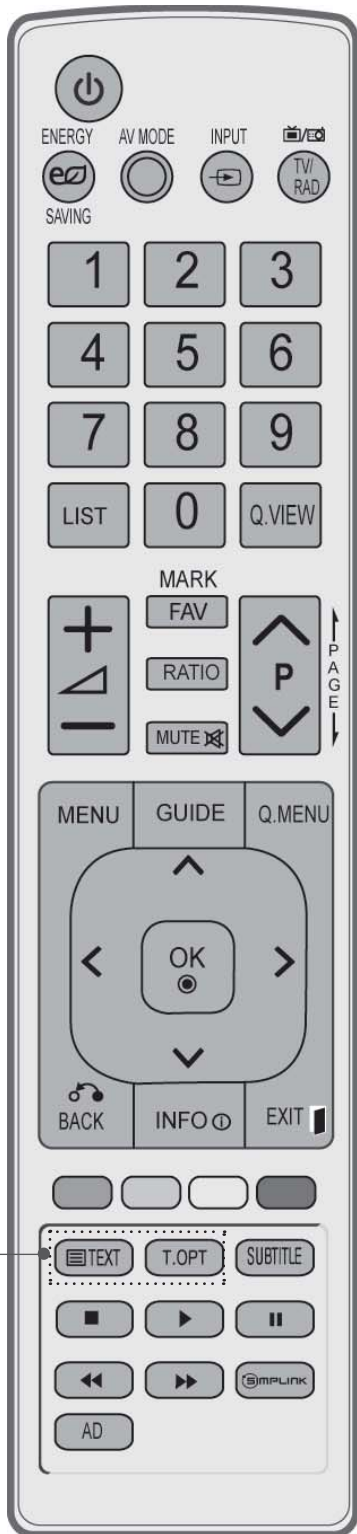 ENERGY AV MODE INPUT
TV/
RAD
SAVING
1 2 3
4 5 6
7 8 9
LIST 0 Q.VIEW
MARK
FAV
RATIO
P
PAGE
MUTE
MENU GUIDE Q.MENU
OK
BACK INFO EXIT
TEXT T.OPT SUBTITLE
SIMPLINK
AD